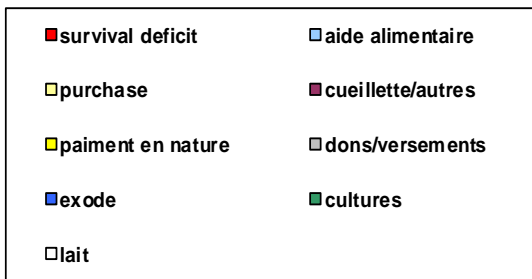 survival deficit
aide alimentaire
purchase
cueillette/autres
paiment en nature
dons/versements
exode
cultures
lait